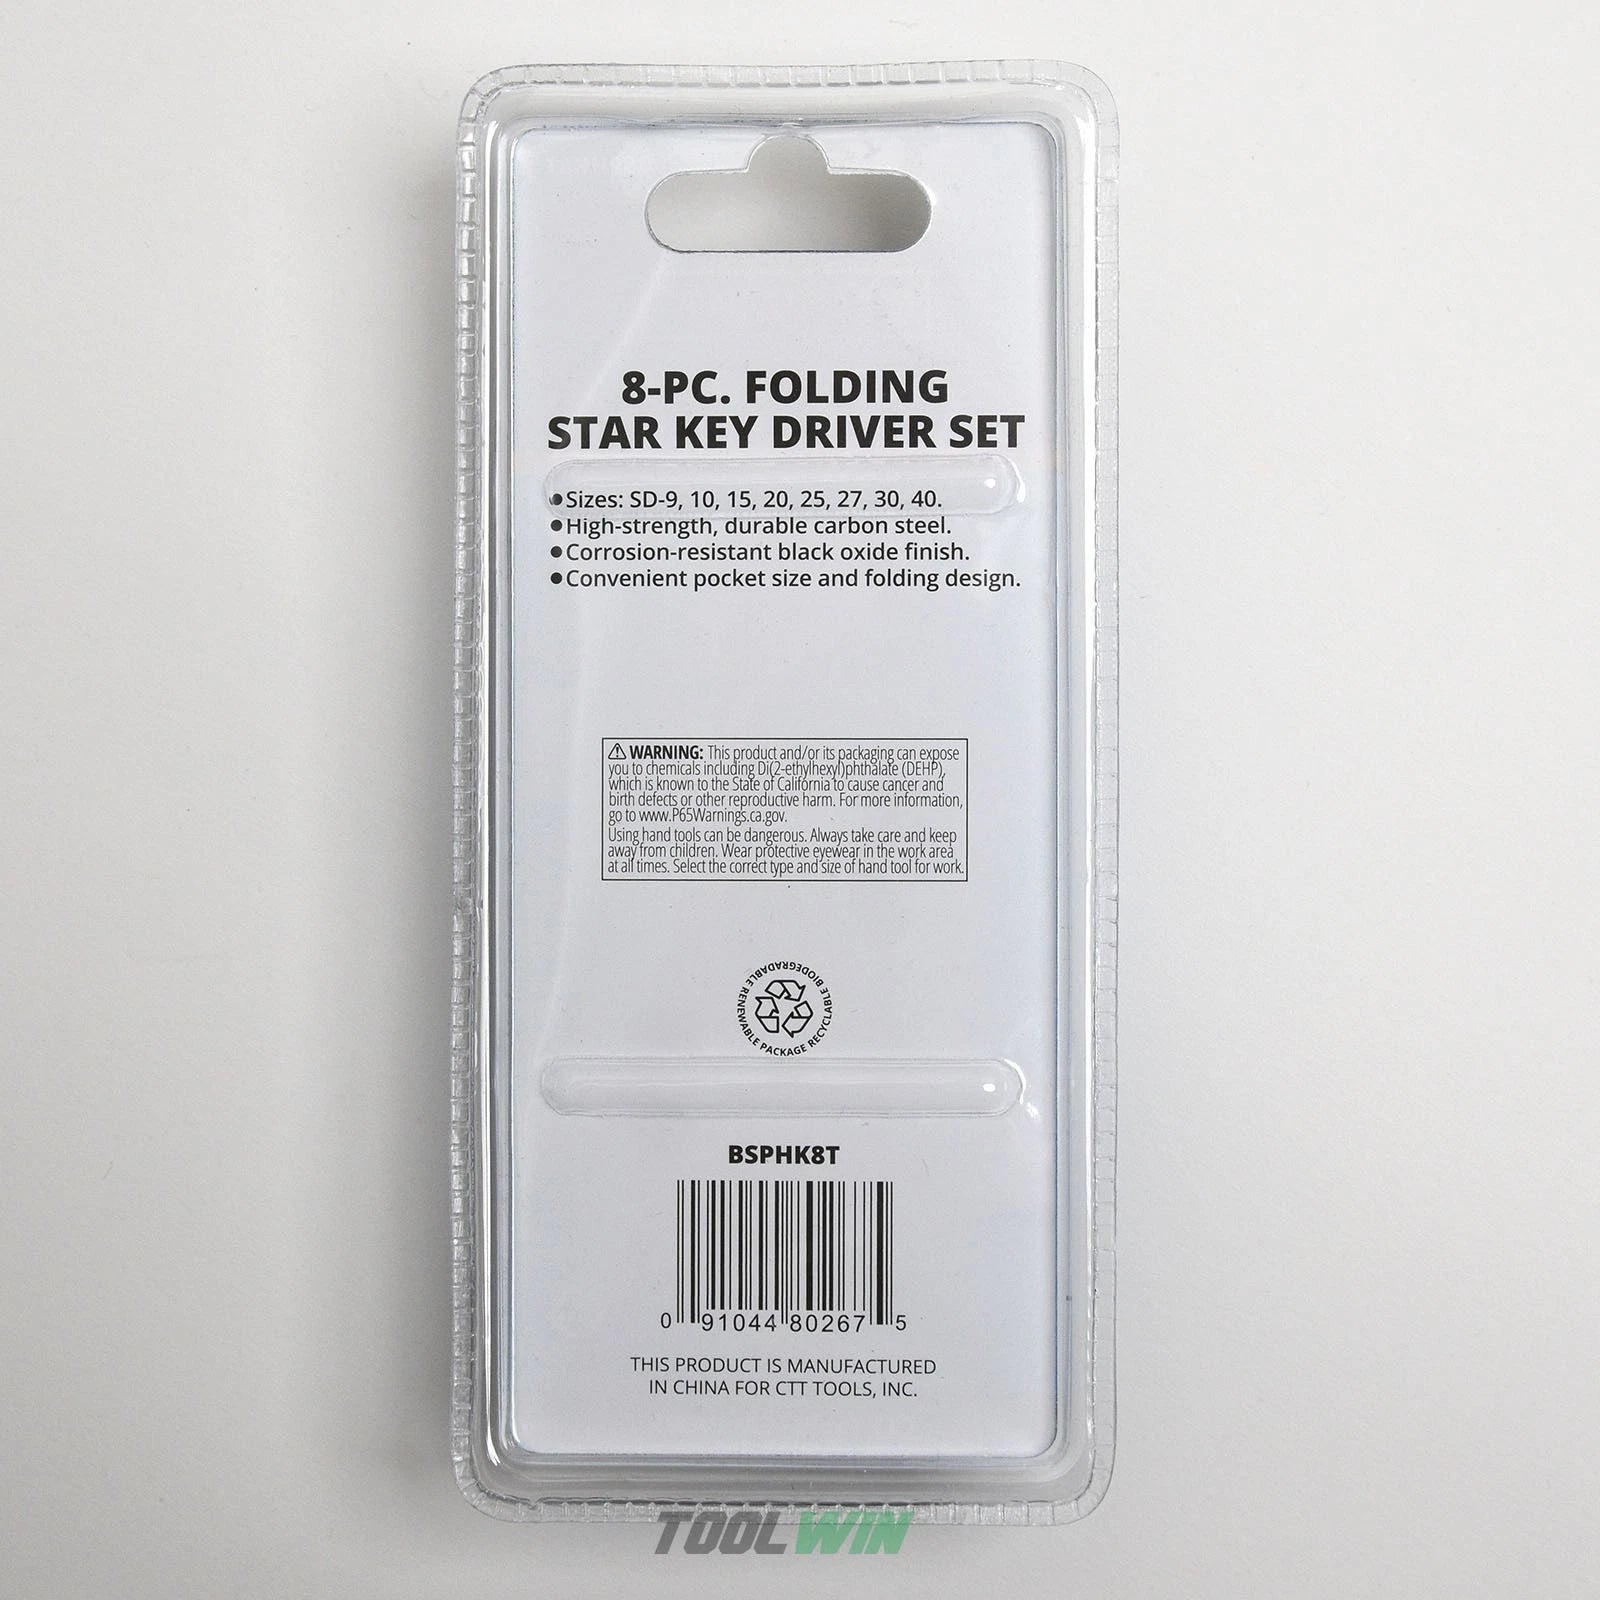 8-PC. FOLDING
STAR KEY DRIVER SET
●Sizes: SD-9, 10, 15, 20, 25, 27, 30, 40.
●High-strength, durable carbon steel.
●Corrosion-resistant black oxide finish.
●Convenient pocket size and folding design.
⚠ WARNING: This product and/or its packaging can expose
you to chemicals including Di(2-ethylhexyl)phthalate (DEHP),
which is known to the State of California to cause cancer and
birth defects or other reproductive harm. For more information,
go to www.P65Warnings.ca.gov.
Using hand tools can be dangerous. Always take care and keep
away from children. Wear protective eyewear in the work area
at all times. Select the correct type and size of hand tool for work.
RENEWABLE PACKAGE RECYCLABLE BIODEGRADABLE
BSPHK8T
0 91044 80267 5
THIS PRODUCT IS MANUFACTURED
IN CHINA FOR CTT TOOLS, INC.
TOOLWIN